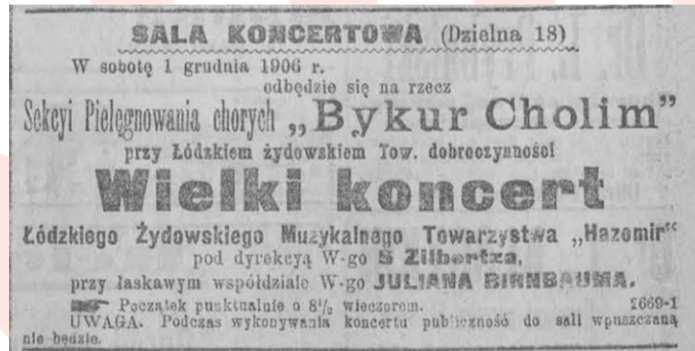 SALA KONCERTOWA (Dzielna 18)
W sobotę 1 grudnia 1906 r.
odbędzie się na rzecz
Sekcyi Pielęgnowania chorych „Bykur Cholim”
przy Łódzkiem żydowskiem Tow. dobroczynności
Wielki koncert
Łódzkiego Żydowskiego Muzykalnego Towarzystwa „Hazomir”
pod dyrekcyą W-go S Zilbertza,
przy łaskawym współdziale W-go JULIANA BIRNBAUMA.
Początek punktualnie o 8½ wieczorem. 2669-1
UWAGA. Podczas wykonywania koncertu publiczność do sali wpuszczaną
nie będzie.